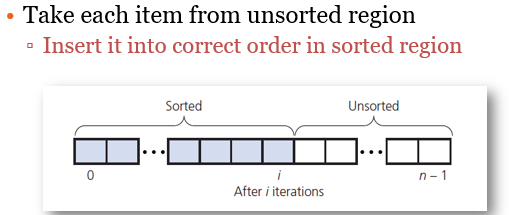 • Take each item from unsorted region
▫ Insert it into correct order in sorted region
Sorted Unsorted
0 i n – 1
After i iterations